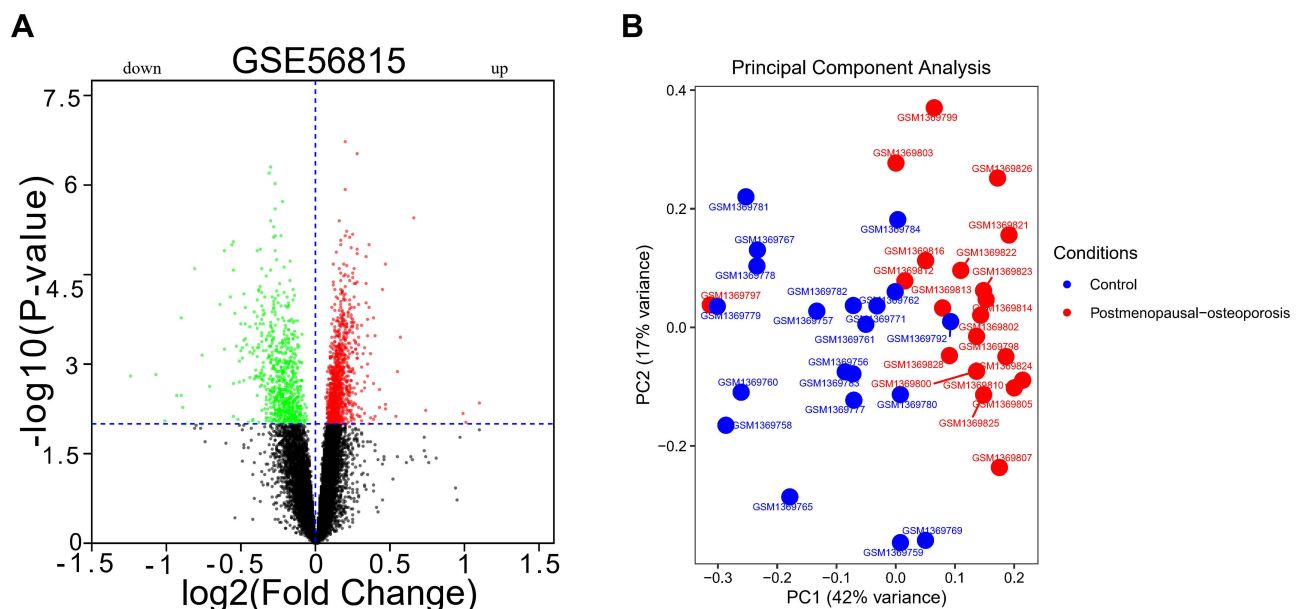 A
GSE56815
down
up
7.5
6
4.5
3
1.5
0
-log10(P-value)
-1.5
-1
-0.5
0
0.5
1
1.5
log2(Fold Change)
B
Principal Component Analysis
0.4
0.2
0.0
−0.2
PC2 (17% variance)
GSM1369799
GSM1369803
GSM1369826
GSM1369781
GSM1369784
GSM1369821
GSM1369767
GSM1369816
GSM1369822
GSM1369778
GSM1369812
GSM1369823
GSM1369782
GSM1369762
GSM1369813
GSM1369797
GSM1369779
GSM1369757
GSM1369771
GSM1369814
GSM1369802
GSM1369761
GSM1369792
GSM1369798
GSM1369756
GSM1369828
GSM1369824
GSM1369760
GSM1369783
GSM1369800
GSM1369810
GSM1369777
GSM1369780
GSM1369805
GSM1369758
GSM1369825
GSM1369807
GSM1369765
GSM1369769
GSM1369759
−0.3
−0.2
−0.1
0.0
0.1
0.2
PC1 (42% variance)
Conditions
Control
Postmenopausal−osteoporosis